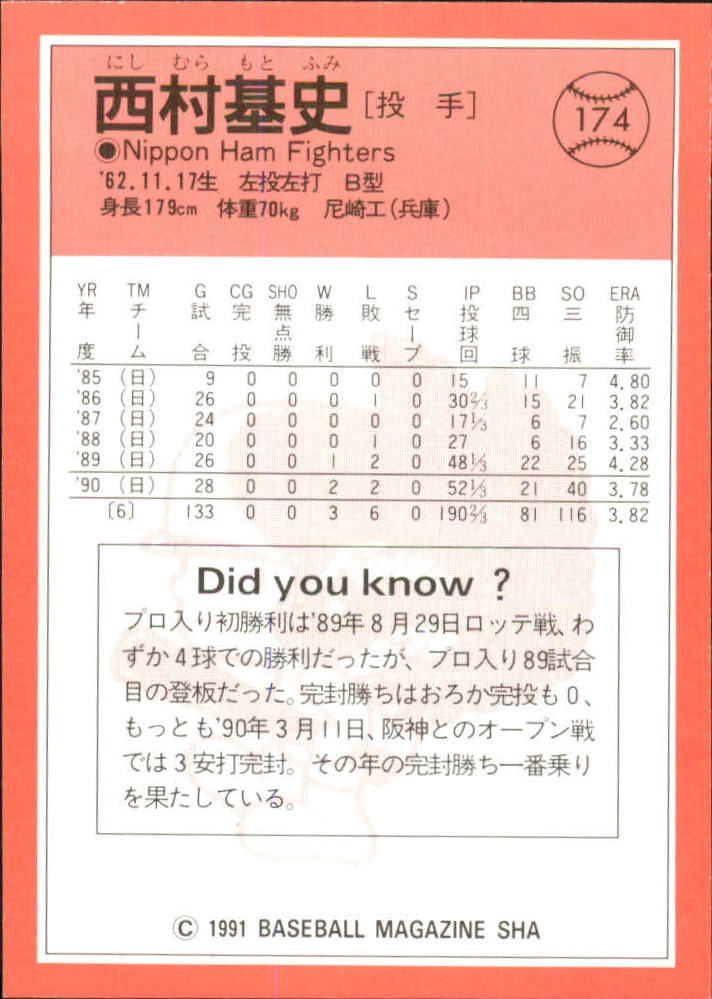 にし むら もと ふみ
西村基史 [投 手]
174
●Nippon Ham Fighters
'62.11.17生 左投左打 B型
身長179cm 体重70kg 尼崎工(兵庫)
YR TM G CG SHO W L S IP BB SO ERA
年度 チーム 試合 完投 無点勝 勝利 敗戦 セーブ 投球回 四球 三振 防御率
'85 (日) 9 0 0 0 0 0 15 11 7 4.80
'86 (日) 26 0 0 0 1 0 30⅔ 15 21 3.82
'87 (日) 24 0 0 0 0 0 17⅓ 6 7 2.60
'88 (日) 20 0 0 0 1 0 27 6 16 3.33
'89 (日) 26 0 0 1 2 0 48⅓ 22 25 4.28
'90 (日) 28 0 0 2 2 0 52⅓ 21 40 3.78
〔6〕 133 0 0 3 6 0 190⅔ 81 116 3.82
Did you know ?
プロ入り初勝利は'89年8月29日ロッテ戦、わ
ずか4球での勝利だったが、プロ入り89試合
目の登板だった。完封勝ちはおろか完投も0、
もっとも'90年3月11日、阪神とのオープン戦
では3安打完封。その年の完封勝ち一番乗り
を果たしている。
© 1991 BASEBALL MAGAZINE SHA